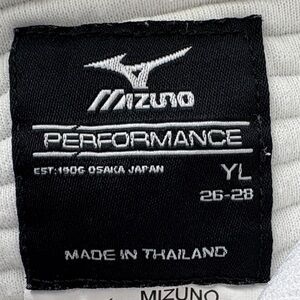 MIZUNO
PERFORMANCE
EST:1906 OSAKA JAPAN
YL
26-28
MADE IN THAILAND
MIZUNO